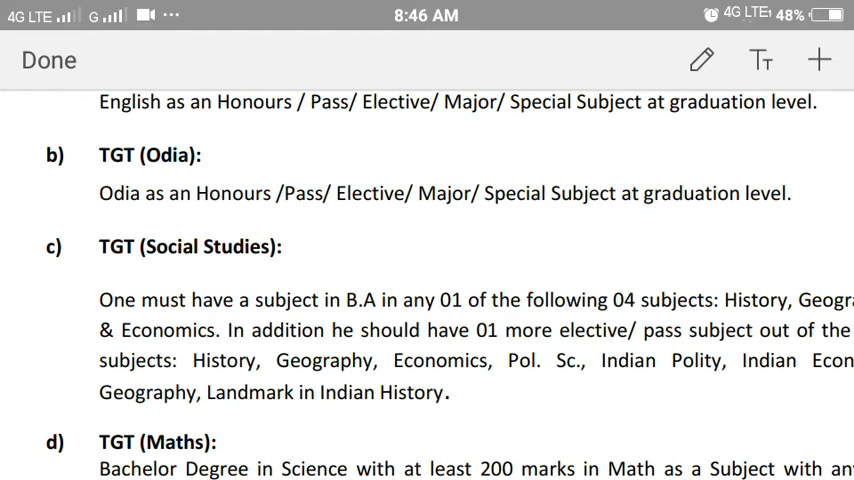 4G LTE G ... 8:46 AM 4G LTE 48%
Done TT
English as an Honours / Pass/ Elective/ Major/ Special Subject at graduation level.
b) TGT (Odia):
Odia as an Honours /Pass/ Elective/ Major/ Special Subject at graduation level.
c) TGT (Social Studies):
One must have a subject in B.A in any 01 of the following 04 subjects: History, Geogr
& Economics. In addition he should have 01 more elective/ pass subject out of the
subjects: History, Geography, Economics, Pol. Sc., Indian Polity, Indian Econ
Geography, Landmark in Indian History.
d) TGT (Maths):
Bachelor Degree in Science with at least 200 marks in Math as a Subject with an